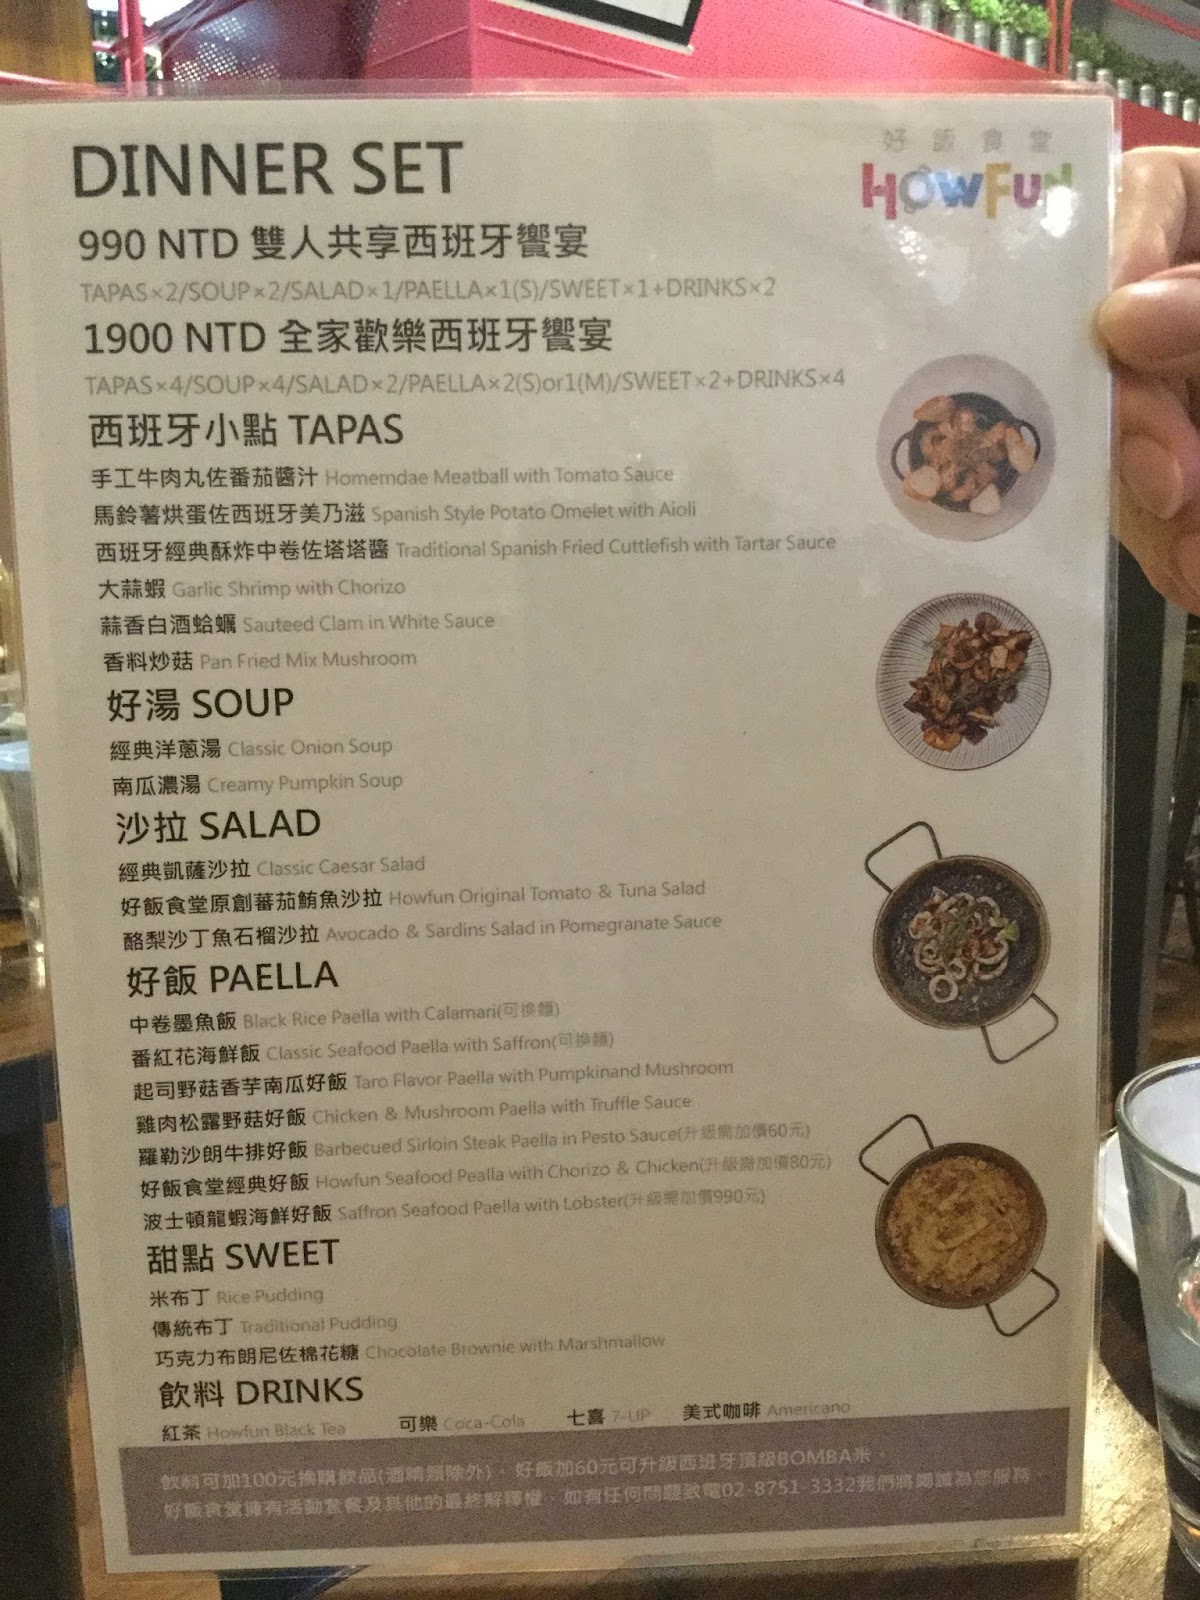 DINNER SET
好飯食堂
HOWFUN
990 NTD 雙人共享西班牙饗宴
TAPAS×2/SOUP×2/SALAD×1/PAELLA×1(S)/SWEET×1+DRINKS×2
1900 NTD 全家歡樂西班牙饗宴
TAPAS×4/SOUP×4/SALAD×2/PAELLA×2(S)or1(M)/SWEET×2+DRINKS×4
西班牙小點 TAPAS
手工牛肉丸佐番茄醬汁 Homemdae Meatball with Tomato Sauce
馬鈴薯烘蛋佐西班牙美乃滋 Spanish Style Potato Omelet with Aioli
西班牙經典酥炸中卷佐塔塔醬 Traditional Spanish Fried Cuttlefish with Tartar Sauce
大蒜蝦 Garlic Shrimp with Chorizo
蒜香白酒蛤蠣 Sauteed Clam in White Sauce
香料炒菇 Pan Fried Mix Mushroom
好湯 SOUP
經典洋蔥湯 Classic Onion Soup
南瓜濃湯 Creamy Pumpkin Soup
沙拉 SALAD
經典凱薩沙拉 Classic Caesar Salad
好飯食堂原創蕃茄鮪魚沙拉 Howfun Original Tomato & Tuna Salad
酪梨沙丁魚石榴沙拉 Avocado & Sardins Salad in Pomegranate Sauce
好飯 PAELLA
中卷墨魚飯 Black Rice Paella with Calamari(可換麵)
番紅花海鮮飯 Classic Seafood Paella with Saffron(可換麵)
起司野菇香芋南瓜好飯 Taro Flavor Paella with Pumpkinand Mushroom
雞肉松露野菇好飯 Chicken & Mushroom Paella with Truffle Sauce
羅勒沙朗牛排好飯 Barbecued Sirloin Steak Paella in Pesto Sauce(升級需加價60元)
好飯食堂經典好飯 Howfun Seafood Pealla with Chorizo & Chicken(升級需加價80元)
波士頓龍蝦海鮮好飯 Saffron Seafood Paella with Lobster(升級需加價990元)
甜點 SWEET
米布丁 Rice Pudding
傳統布丁 Traditional Pudding
巧克力布朗尼佐棉花糖 Chocolate Brownie with Marshmallow
飲料 DRINKS
紅茶 Howfun Black Tea 可樂 Coca-Cola 七喜 7-UP 美式咖啡 Americano
飲料可加100元換購飲品(酒精類除外)。好飯加60元可升級西班牙頂級BOMBA米。
好飯食堂擁有活動套餐及其他的最終解釋權，如有任何問題致電02-8751-3332我們將竭誠為您服務。